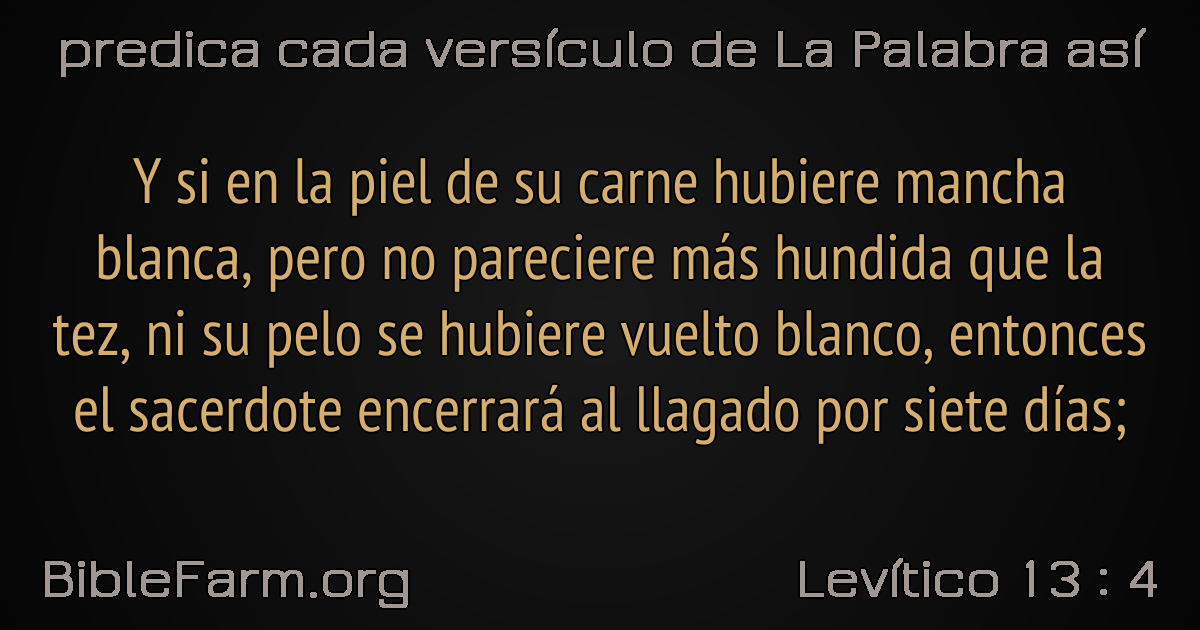 predica cada versículo de La Palabra así
Y si en la piel de su carne hubiere mancha
blanca, pero no pareciere más hundida que la
tez, ni su pelo se hubiere vuelto blanco, entonces
el sacerdote encerrará al llagado por siete días;
BibleFarm.org
Levítico 13 : 4